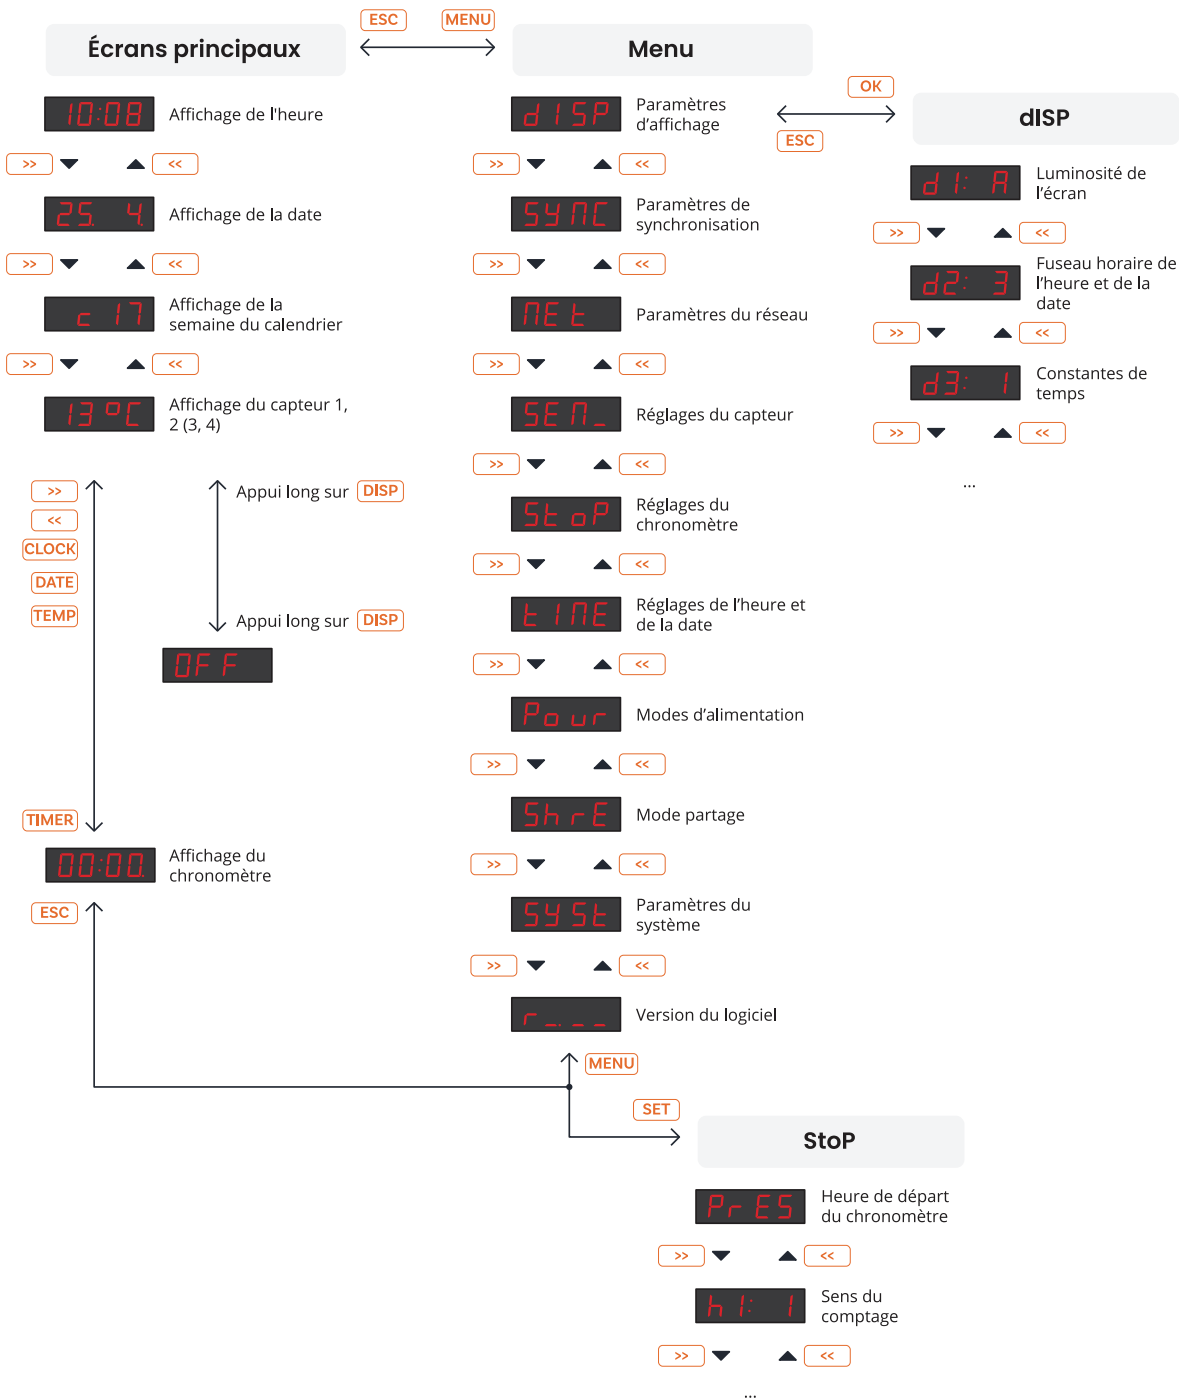 ESC
MENU
Écrans principaux
10:08
Affichage de l'heure
>>
<<
25. 4.
Affichage de la date
>>
<<
c 17
Affichage de la
semaine du calendrier
>>
<<
13 °C
Affichage du capteur 1,
2 (3, 4)
>>
<<
CLOCK
DATE
TEMP
Appui long sur DISP
Appui long sur DISP
OFF
TIMER
00:00.
Affichage du
chronomètre
ESC
Menu
dISP
Paramètres
d’affichage
>>
<<
SYNC
Paramètres de
synchronisation
>>
<<
NEt
Paramètres du réseau
>>
<<
SEN_
Réglages du capteur
>>
<<
StoP
Réglages du
chronomètre
>>
<<
tIME
Réglages de l’heure et
de la date
>>
<<
Pour
Modes d’alimentation
>>
<<
ShrE
Mode partage
>>
<<
SYSt
Paramètres du
système
>>
<<
r _._ _
Version du logiciel
MENU
SET
OK
ESC
dISP
d1: A
Luminosité de
l’écran
>>
<<
d2: 3
Fuseau horaire de
l’heure et de la
date
>>
<<
d3: 1
Constantes de
temps
>>
<<
...
StoP
PrES
Heure de départ
du chronomètre
>>
<<
h1: 1
Sens du
comptage
>>
<<
...